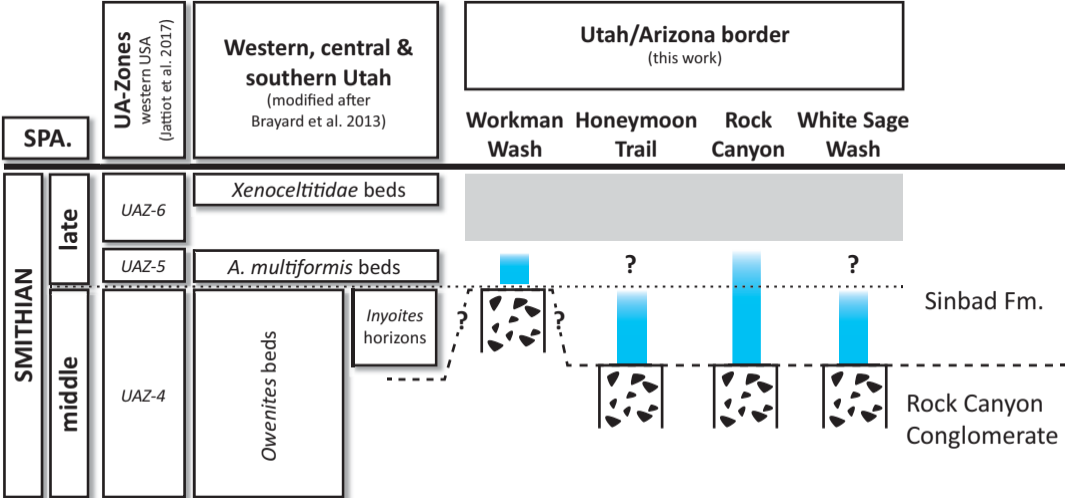 SPA.
UA-Zones
western USA
(Jattiot et al. 2017)
Western, central &
southern Utah
(modified after
Brayard et al. 2013)
Utah/Arizona border
(this work)
Workman
Wash
Honeymoon
Trail
Rock
Canyon
White Sage
Wash
SMITHIAN
late
middle
UAZ-6
UAZ-5
UAZ-4
Xenoceltitidae beds
A. multiformis beds
Owenites beds
Inyoites
horizons
?
?
?
?
Sinbad Fm.
Rock Canyon
Conglomerate